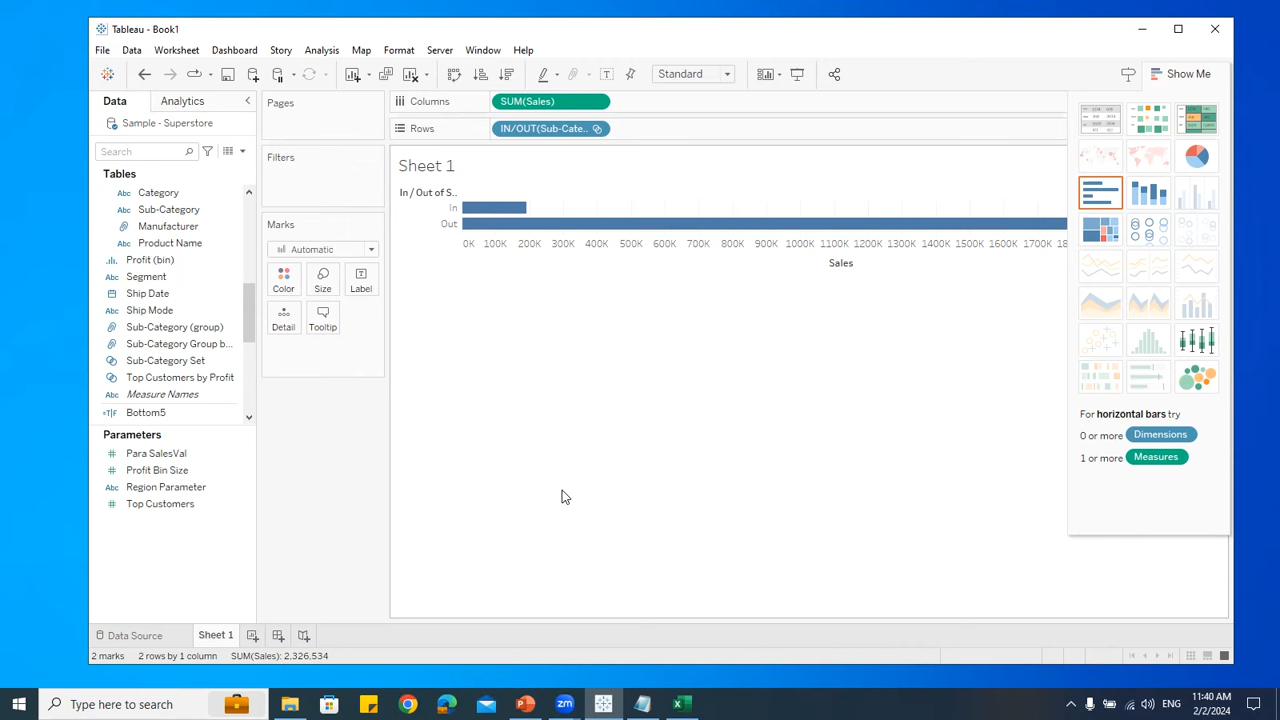 Tableau - Book1
File Data Worksheet Dashboard Story Analysis Map Format Server Window Help
Standard
Show Me
Data Analytics
Pages
Columns SUM(Sales)
Sample - Superstore
Rows IN/OUT(Sub-Cate..
Search
Filters
Sheet 1
Tables
In / Out of S..
Category
In
Sub-Category
Out
Manufacturer
Marks
Product Name
0K 100K 200K 300K 400K 500K 600K 700K 800K 900K 1000K 1100K 1200K 1300K 1400K 1500K 1600K 1700K 18
Automatic
Profit (bin)
Sales
Segment
Color Size Label
Ship Date
Ship Mode
Detail Tooltip
Sub-Category (group)
Sub-Category Group b...
Sub-Category Set
Top Customers by Profit
Measure Names
Bottom5
For horizontal bars try
0 or more Dimensions
1 or more Measures
Parameters
Para SalesVal
Profit Bin Size
Region Parameter
Top Customers
Data Source Sheet 1
2 marks 2 rows by 1 column SUM(Sales): 2,326,534
Type here to search
ENG
11:40 AM
2/2/2024